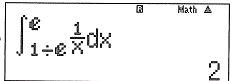 R Math ▲
∫_{1÷e}^{e} 1/x dx
2